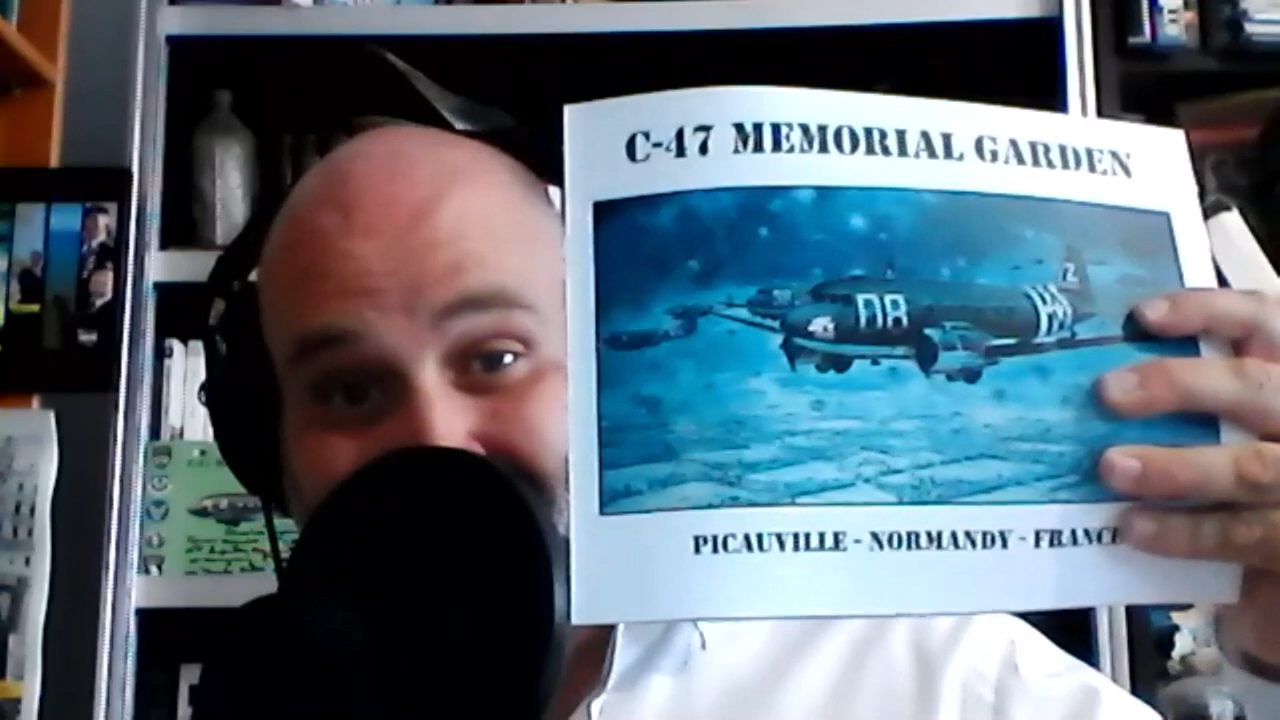 C-47 MEMORIAL GARDEN
D8
Z
PICAUVILLE - NORMANDY - FRANCE